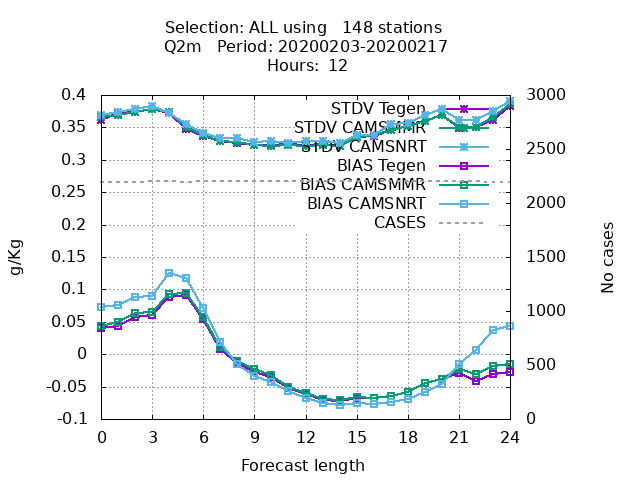 Selection: ALL using   148 stations
Q2m   Period: 20200203-20200217
Hours: 12
0.4
0.35
0.3
0.25
0.2
0.15
0.1
0.05
0
-0.05
-0.1
g/Kg
STDV Tegen
STDV CAMSMMR
STDV CAMSNRT
BIAS Tegen
BIAS CAMSMMR
BIAS CAMSNRT
CASES
3000
2500
2000
1500
1000
500
0
No cases
0 3 6 9 12 15 18 21 24
Forecast length